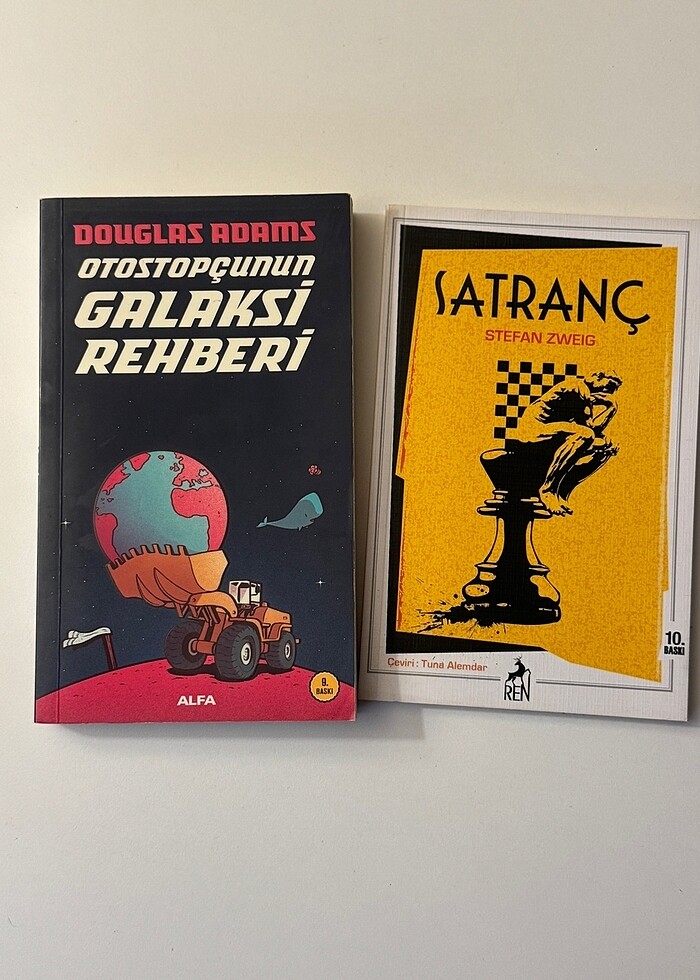 DOUGLAS ADAMS
OTOSTOPÇUNUN
GALAKSİ
REHBERİ
9.
BASKI
ALFA
SATRANÇ
STEFAN ZWEIG
10.
BASKI
Çeviri : Tuna Alemdar
REN